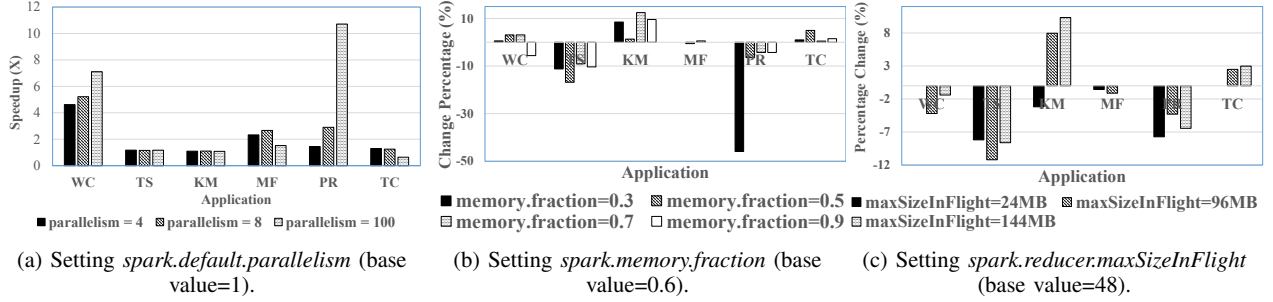 12
10
8
6
4
2
0
Speedup (X)
WC TS KM MF PR TC
Application
parallelism = 4 parallelism = 8 parallelism = 100
(a) Setting spark.default.parallelism (base
value=1).
10
-10
-30
-50
Change Percentage (%)
WC TS KM MF PR TC
Application
memory.fraction=0.3 memory.fraction=0.5
memory.fraction=0.7 memory.fraction=0.9
(b) Setting spark.memory.fraction (base
value=0.6).
8
3
-2
-7
-12
Percentage Change (%)
WC TS KM MF PR TC
Application
maxSizeInFlight=24MB maxSizeInFlight=96MB
maxSizeInFlight=144MB
(c) Setting spark.reducer.maxSizeInFlight
(base value=48).